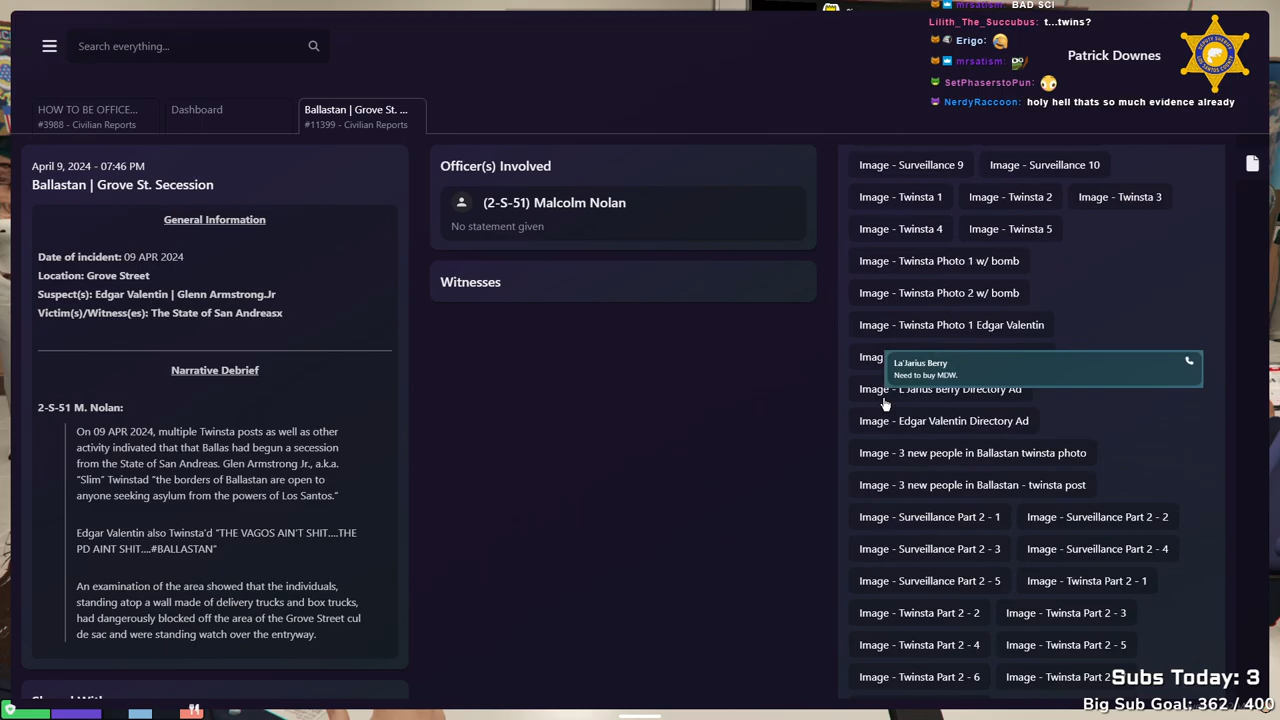 mrsatism: BAD SCI
Lilith_The_Succubus: t...twins?
Erigo:
mrsatism:
SetPhaserstoPun:
NerdyRaccoon: holy hell thats so much evidence already
Search everything...
Patrick Downes
DEPUTY SHERIFF
LOS SANTOS COUNTY
HOW TO BE OFFICE...
#3988 - Civilian Reports
Dashboard
Ballastan | Grove St. ...
#11399 - Civilian Reports
April 9, 2024 - 07:46 PM
Ballastan | Grove St. Secession
General Information
Date of incident: 09 APR 2024
Location: Grove Street
Suspect(s): Edgar Valentin | Glenn Armstrong.Jr
Victim(s)/Witness(es): The State of San Andreasx
Narrative Debrief
2-S-51 M. Nolan:
On 09 APR 2024, multiple Twinsta posts as well as other
activity indivated that that Ballas had begun a secession
from the State of San Andreas. Glen Armstrong Jr., a.k.a.
"Slim" Twinstad "the borders of Ballastan are open to
anyone seeking asylum from the powers of Los Santos."
Edgar Valentin also Twinsta'd "THE VAGOS AIN'T SHIT....THE
PD AINT SHIT....#BALLASTAN"
An examination of the area showed that the individuals,
standing atop a wall made of delivery trucks and box trucks,
had dangerously blocked off the area of the Grove Street cul
de sac and were standing watch over the entryway.
Officer(s) Involved
(2-S-51) Malcolm Nolan
No statement given
Witnesses
Image - Surveillance 9
Image - Surveillance 10
Image - Twinsta 1
Image - Twinsta 2
Image - Twinsta 3
Image - Twinsta 4
Image - Twinsta 5
Image - Twinsta Photo 1 w/ bomb
Image - Twinsta Photo 2 w/ bomb
Image - Twinsta Photo 1 Edgar Valentin
Imag
La'Jarius Berry
Need to buy MDW.
Image - L'Jarius Berry Directory Ad
Image - Edgar Valentin Directory Ad
Image - 3 new people in Ballastan twinsta photo
Image - 3 new people in Ballastan - twinsta post
Image - Surveillance Part 2 - 1
Image - Surveillance Part 2 - 2
Image - Surveillance Part 2 - 3
Image - Surveillance Part 2 - 4
Image - Surveillance Part 2 - 5
Image - Twinsta Part 2 - 1
Image - Twinsta Part 2 - 2
Image - Twinsta Part 2 - 3
Image - Twinsta Part 2 - 4
Image - Twinsta Part 2 - 5
Image - Twinsta Part 2 - 6
Image - Twinsta Part 2
Subs Today: 3
Big Sub Goal: 362 / 400